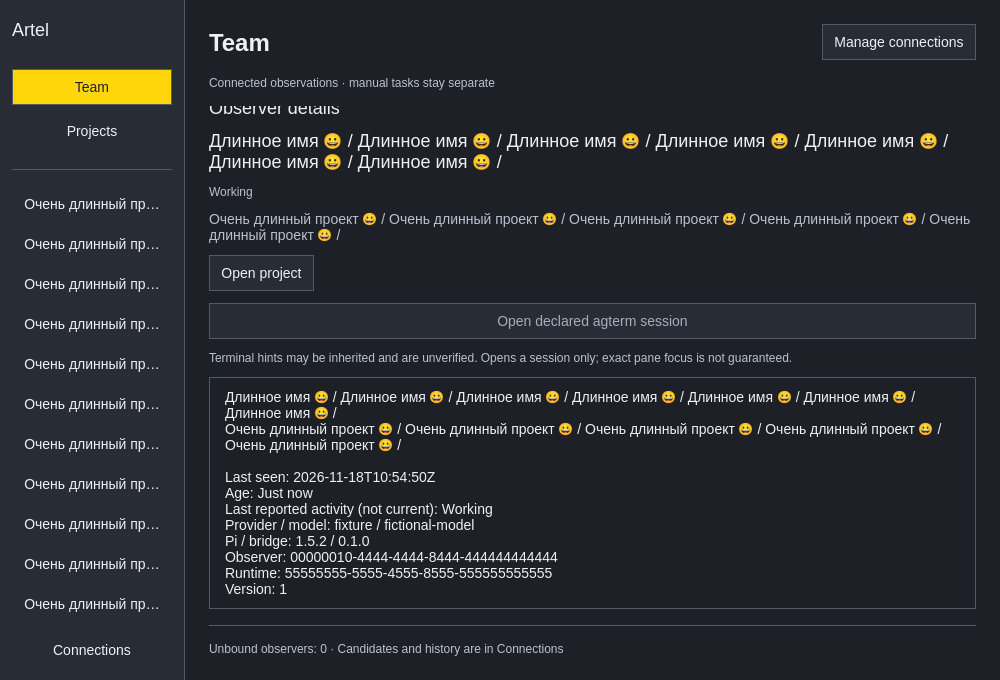 Artel
Team
Projects
Очень длинный пр…
Очень длинный пр…
Очень длинный пр…
Очень длинный пр…
Очень длинный пр…
Очень длинный пр…
Очень длинный пр…
Очень длинный пр…
Очень длинный пр…
Очень длинный пр…
Очень длинный пр…
Connections
Team
Manage connections
Connected observations · manual tasks stay separate
Observer details
Длинное имя 😀 / Длинное имя 😀 / Длинное имя 😀 / Длинное имя 😀 / Длинное имя 😀 /
Длинное имя 😀 / Длинное имя 😀 /
Working
Очень длинный проект 😀 / Очень длинный проект 😀 / Очень длинный проект 😀 / Очень длинный проект 😀 / Очень
длинный проект 😀 /
Open project
Open declared agterm session
Terminal hints may be inherited and are unverified. Opens a session only; exact pane focus is not guaranteed.
Длинное имя 😀 / Длинное имя 😀 / Длинное имя 😀 / Длинное имя 😀 / Длинное имя 😀 / Длинное имя 😀 /
Длинное имя 😀 /
Очень длинный проект 😀 / Очень длинный проект 😀 / Очень длинный проект 😀 / Очень длинный проект 😀 /
Очень длинный проект 😀 /
Last seen: 2026-11-18T10:54:50Z
Age: Just now
Last reported activity (not current): Working
Provider / model: fixture / fictional-model
Pi / bridge: 1.5.2 / 0.1.0
Observer: 00000010-4444-4444-8444-444444444444
Runtime: 55555555-5555-4555-8555-555555555555
Version: 1
Unbound observers: 0 · Candidates and history are in Connections